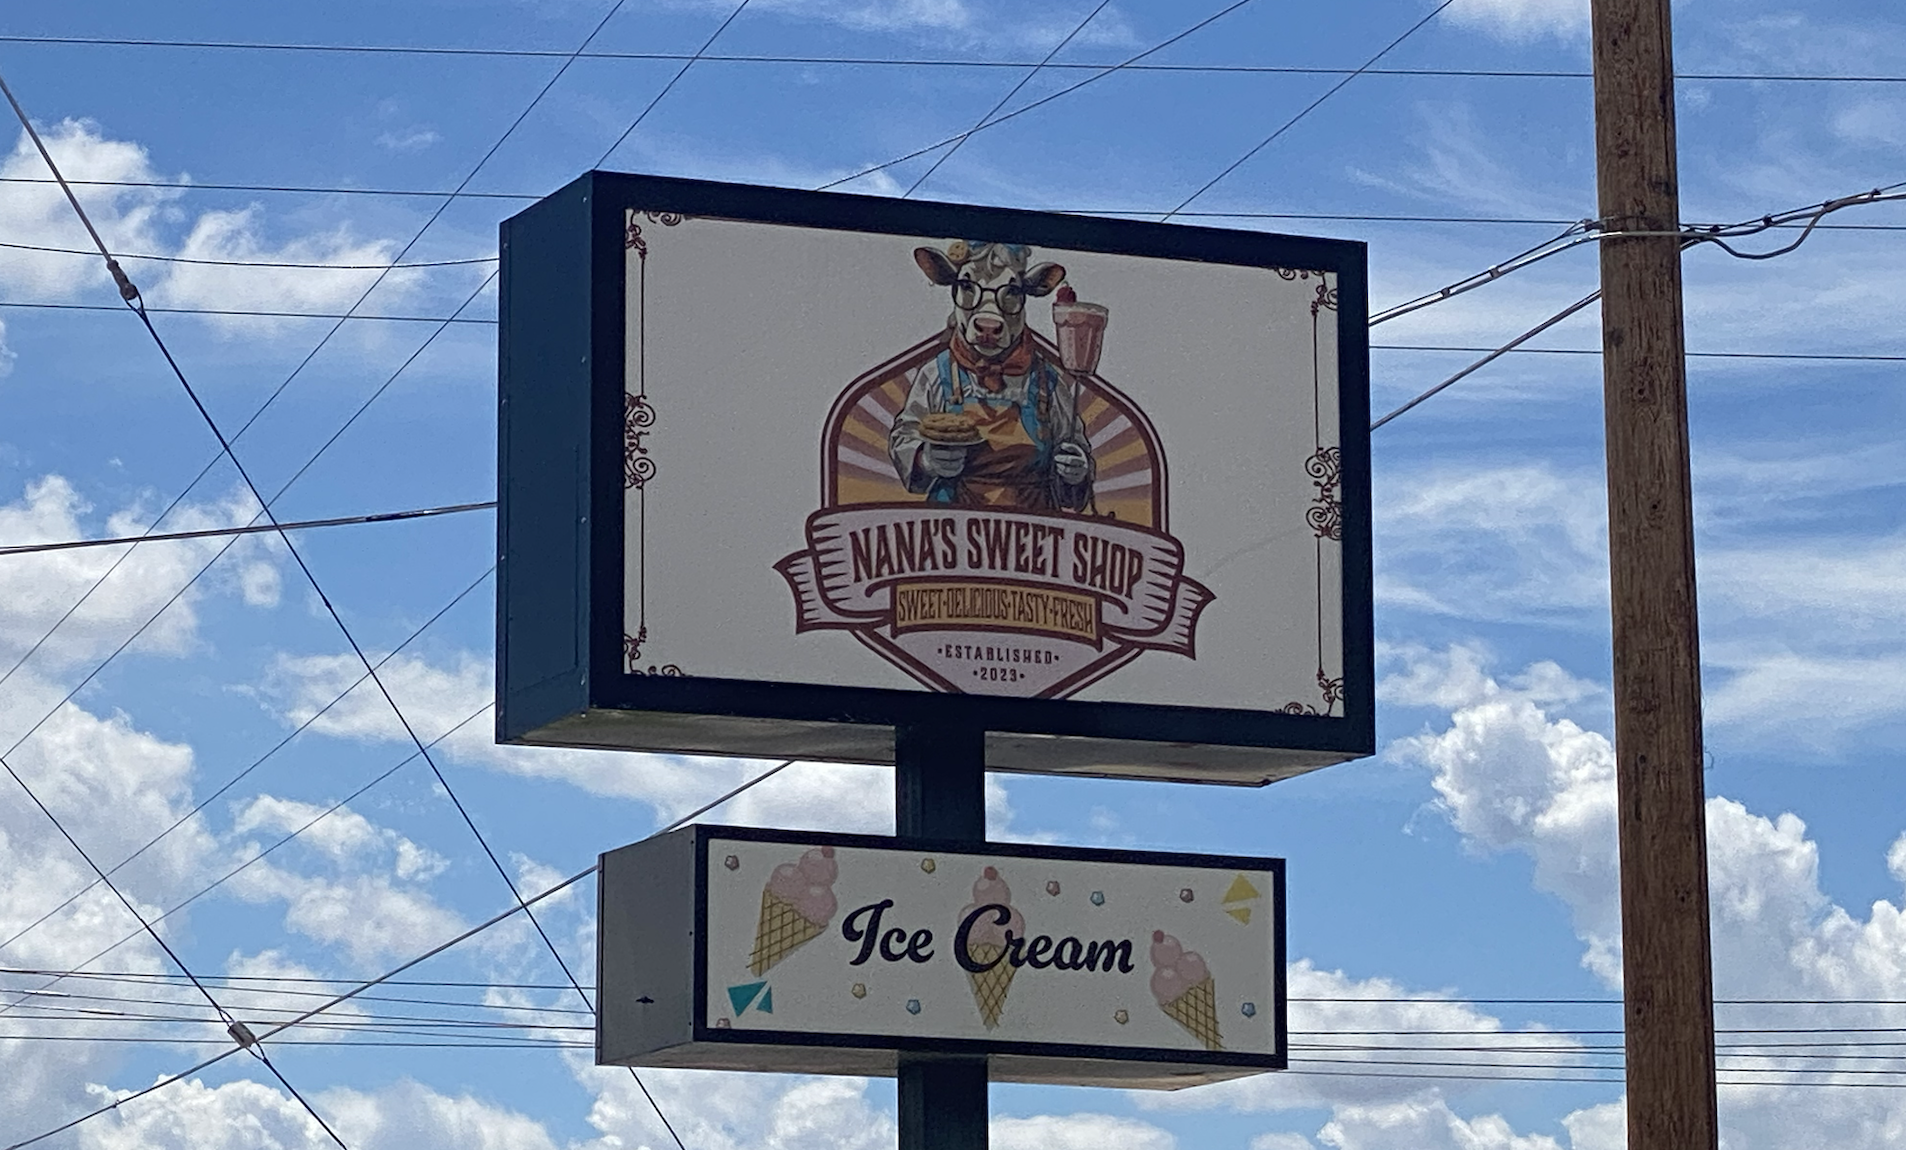 NANA'S SWEET SHOP
SWEET·DELICIOUS·TASTY·FRESH
·ESTABLISHED·
·2023·
Ice Cream